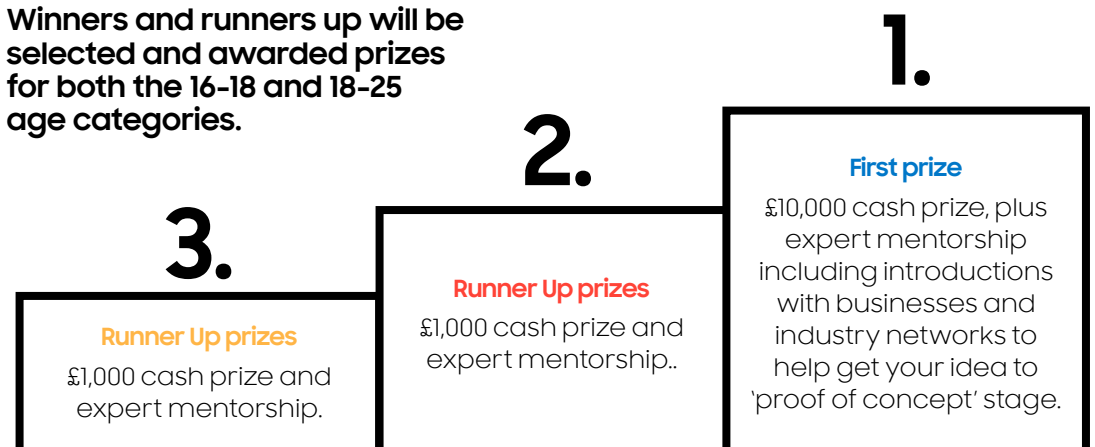 Winners and runners up will be
selected and awarded prizes
for both the 16-18 and 18-25
age categories.
1.
First prize
£10,000 cash prize, plus
expert mentorship
including introductions
with businesses and
industry networks to
help get your idea to
‘proof of concept’ stage.
2.
Runner Up prizes
£1,000 cash prize and
expert mentorship..
3.
Runner Up prizes
£1,000 cash prize and
expert mentorship.